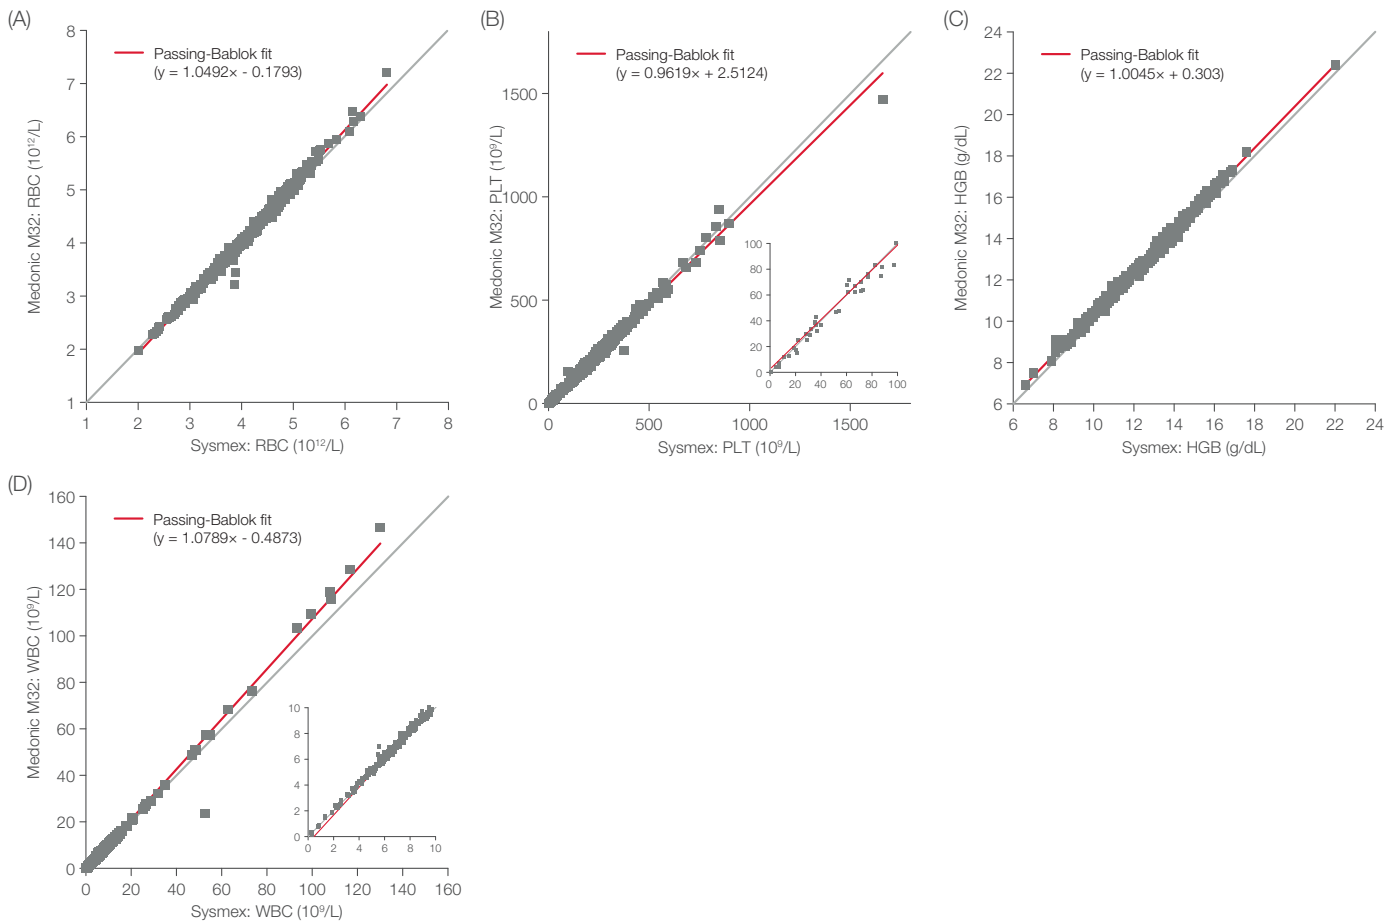 (A)
8
7
6
5
4
3
2
1
Medonic M32: RBC (10¹²/L)
Passing-Bablok fit
(y = 1.0492× - 0.1793)
1 2 3 4 5 6 7 8
Sysmex: RBC (10¹²/L)
(B)
1500
1000
500
0
Medonic M32: PLT (10⁹/L)
Passing-Bablok fit
(y = 0.9619× + 2.5124)
100
80
60
40
20
0
0 20 40 60 80 100
0 500 1000 1500
Sysmex: PLT (10⁹/L)
(C)
24
22
20
18
16
14
12
10
8
6
Medonic M32: HGB (g/dL)
Passing-Bablok fit
(y = 1.0045× + 0.303)
6 8 10 12 14 16 18 20 22 24
Sysmex: HGB (g/dL)
(D)
160
140
120
100
80
60
40
20
0
Medonic M32: WBC (10⁹/L)
Passing-Bablok fit
(y = 1.0789× - 0.4873)
10
8
6
4
2
0
0 2 4 6 8 10
0 20 40 60 80 100 120 140 160
Sysmex: WBC (10⁹/L)